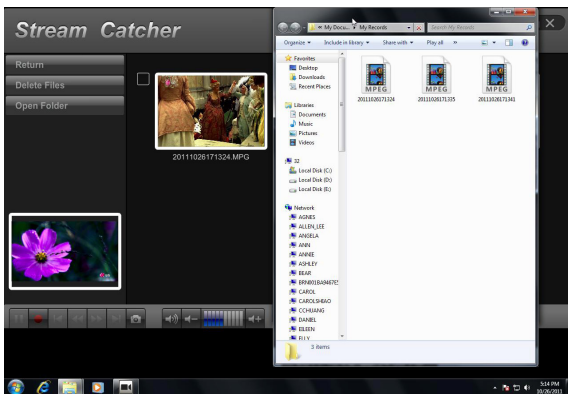 Stream Catcher
Return
Delete Files
Open Folder
20111026171324.MPG
« My Docu... ▸ My Records
Search My Records
Organize ▾ Include in library ▾ Share with ▾ Play all »
Favorites
Desktop
Downloads
Recent Places
Libraries
Documents
Music
Pictures
Videos
32
Local Disk (C:)
Local Disk (D:)
Local Disk (E:)
Network
AGNES
ALLEN_LEE
ANGELA
ANN
ANNIE
ASHLEY
BEAR
CAROL
CAROLSHIAO
CCHUANG
DANIEL
EILEEN
ELLY
MPEG
20111026171324
MPEG
20111026171335
MPEG
20111026171341
3 items
5:14 PM
10/26/2011